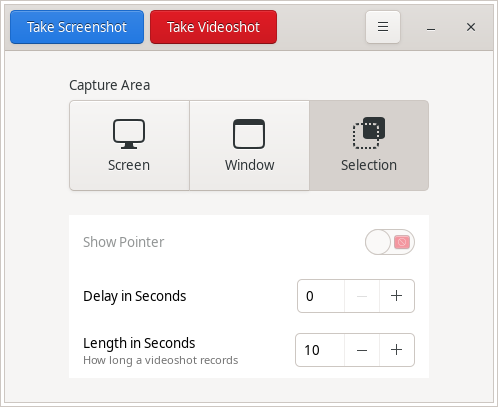 Take Screenshot Take Videoshot
Capture Area
Screen Window Selection
Show Pointer
Delay in Seconds 0
Length in Seconds 10
How long a videoshot records